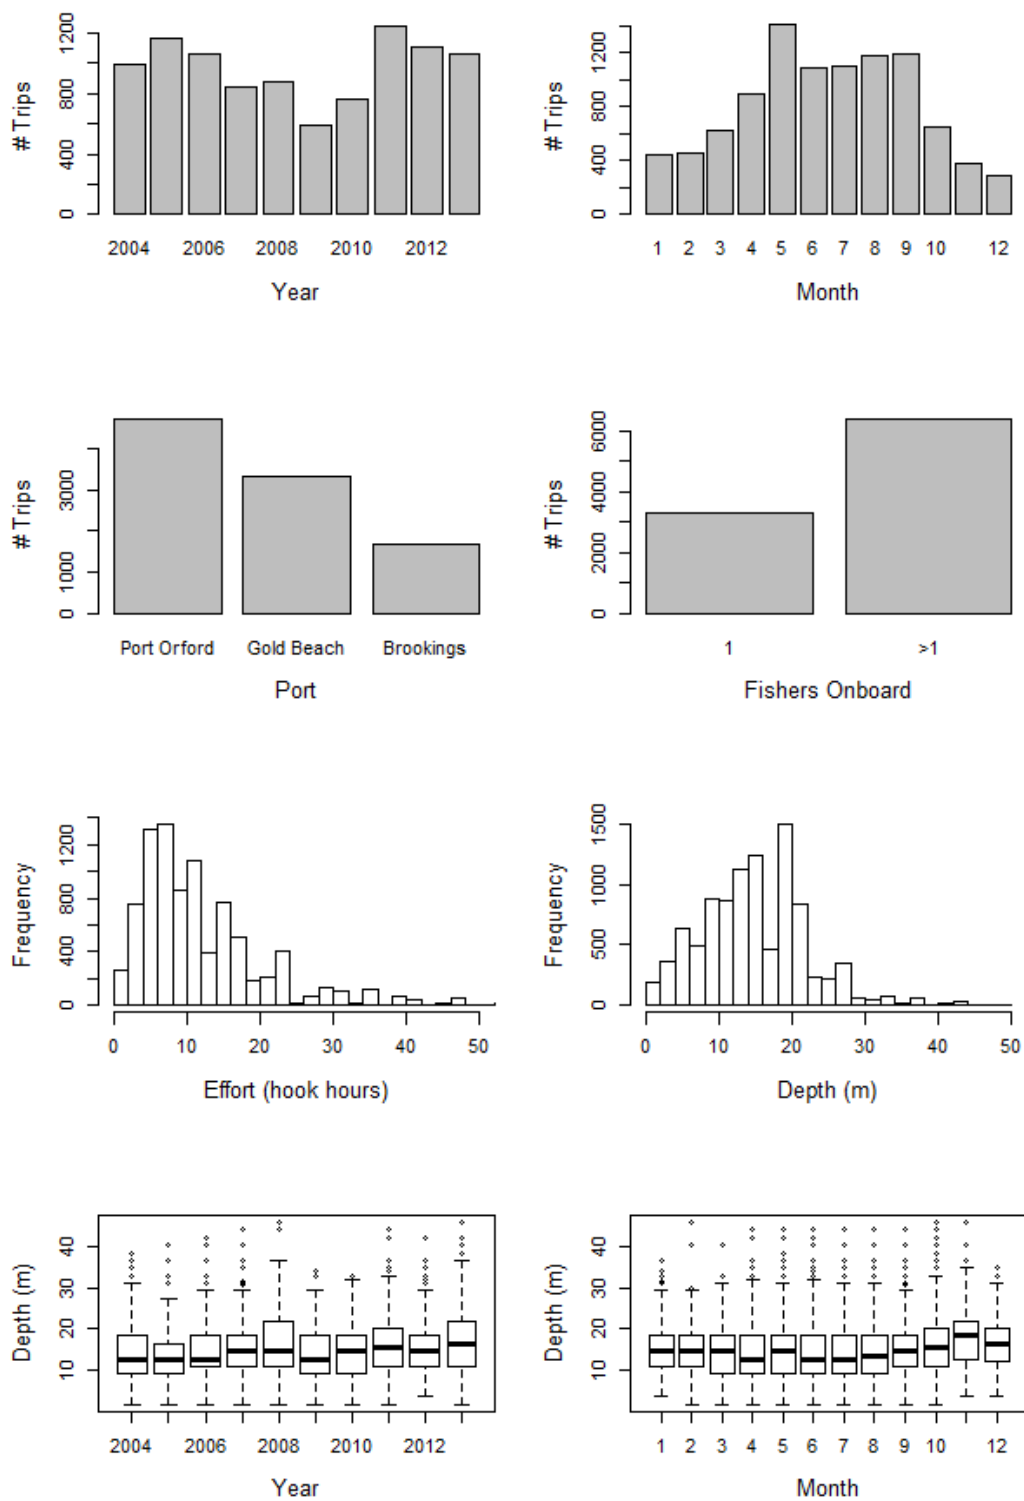 # Trips
0 400 800 1200
2004 2006 2008 2010 2012
Year
# Trips
0 400 800 1200
1 2 3 4 5 6 7 8 9 10 12
Month
# Trips
0 1000 3000
Port Orford Gold Beach Brookings
Port
# Trips
0 2000 4000 6000
1 >1
Fishers Onboard
Frequency
0 400 800 1200
0 10 20 30 40 50
Effort (hook hours)
Frequency
0 500 1000 1500
0 10 20 30 40 50
Depth (m)
Depth (m)
10 20 30 40
2004 2006 2008 2010 2012
Year
Depth (m)
10 20 30 40
1 2 3 4 5 6 7 8 9 10 12
Month